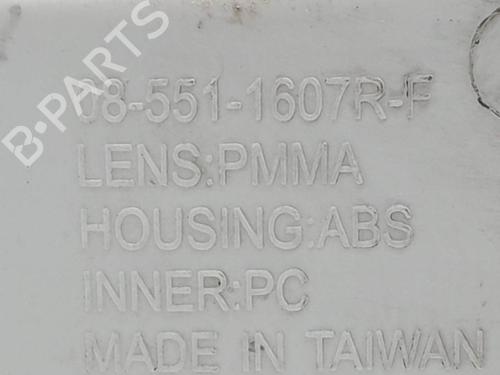 B-PARTS
08-551-1607R-F
LENS:PMMA
HOUSING:ABS
INNER:PC
MADE IN TAIWAN